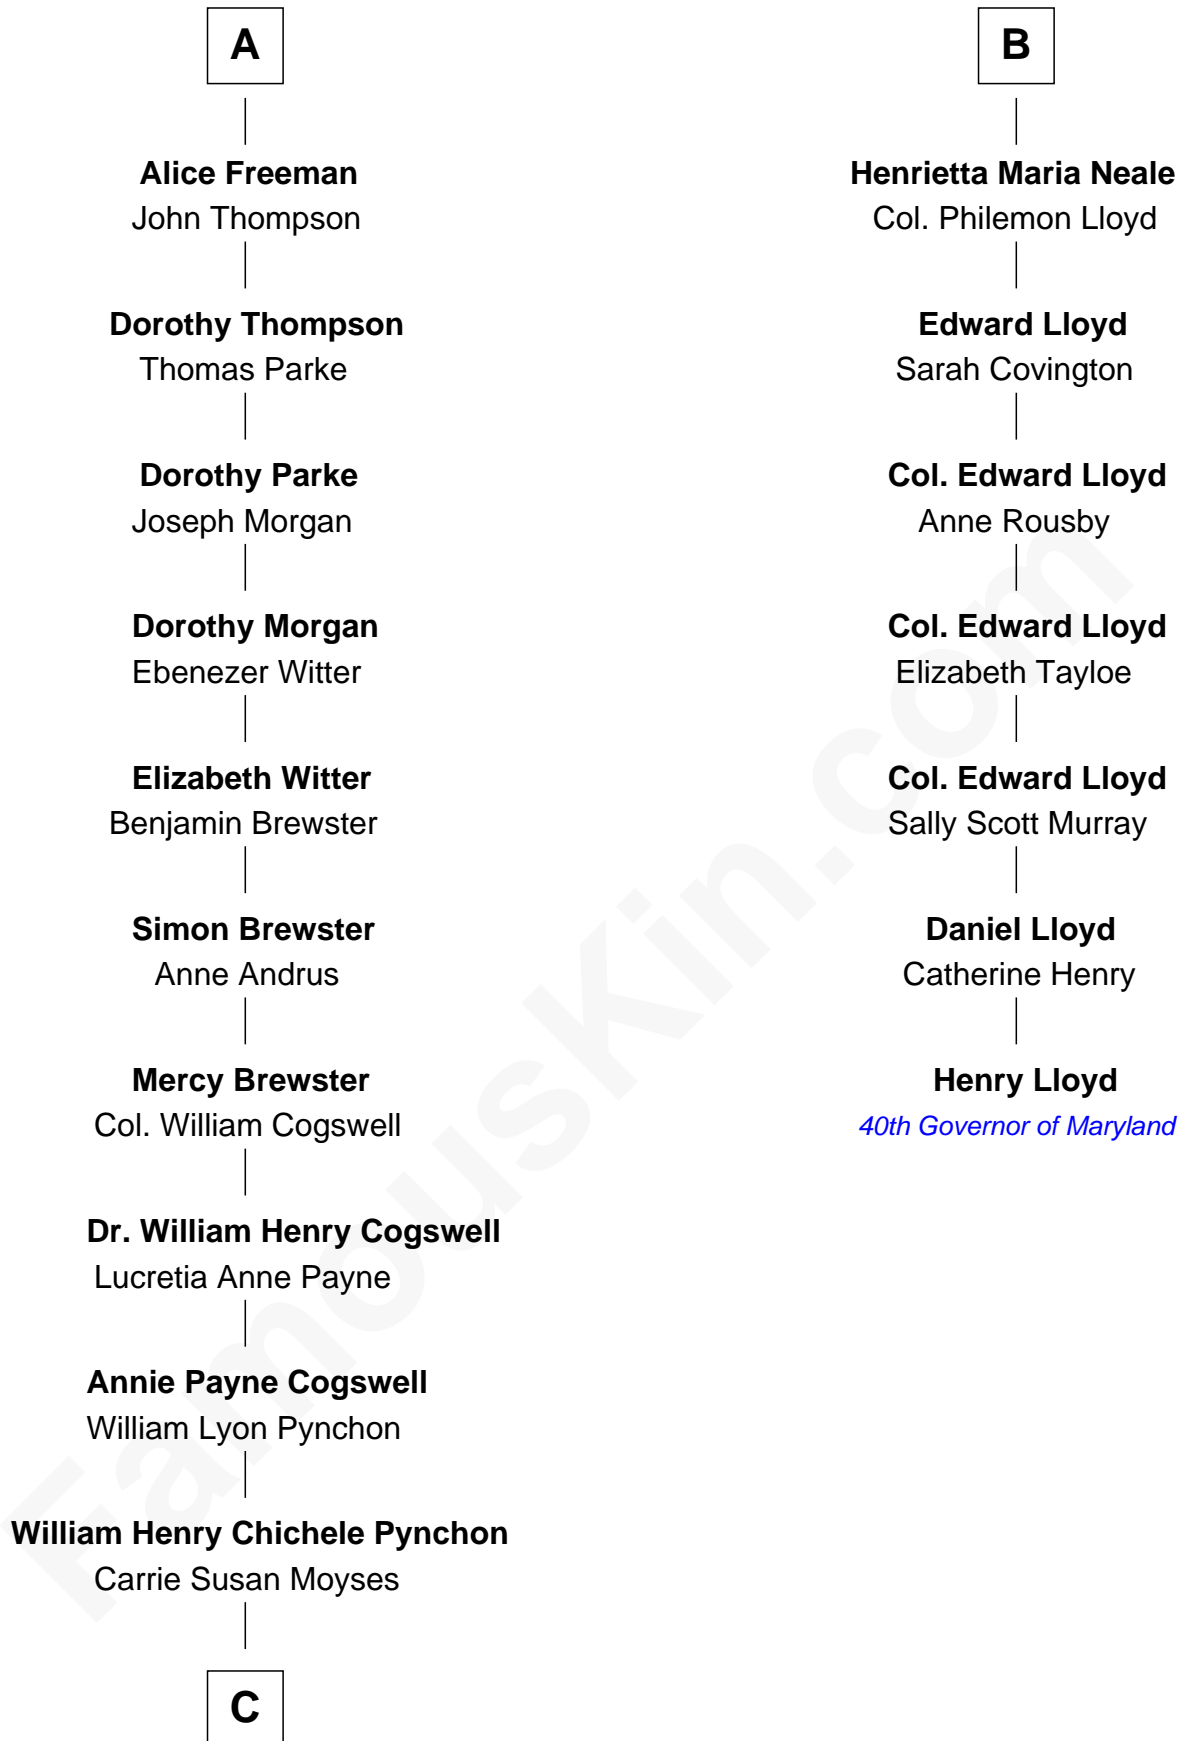 A
Alice Freeman
John Thompson
Dorothy Thompson
Thomas Parke
Dorothy Parke
Joseph Morgan
Dorothy Morgan
Ebenezer Witter
Elizabeth Witter
Benjamin Brewster
Simon Brewster
Anne Andrus
Mercy Brewster
Col. William Cogswell
Dr. William Henry Cogswell
Lucretia Anne Payne
Annie Payne Cogswell
William Lyon Pynchon
William Henry Chichele Pynchon
Carrie Susan Moyses
C
B
Henrietta Maria Neale
Col. Philemon Lloyd
Edward Lloyd
Sarah Covington
Col. Edward Lloyd
Anne Rousby
Col. Edward Lloyd
Elizabeth Tayloe
Col. Edward Lloyd
Sally Scott Murray
Daniel Lloyd
Catherine Henry
Henry Lloyd
40th Governor of Maryland
FamousKin.com